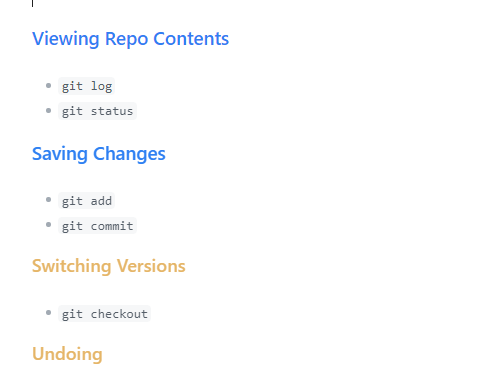 Viewing Repo Contents
git log
git status
Saving Changes
git add
git commit
Switching Versions
git checkout
Undoing